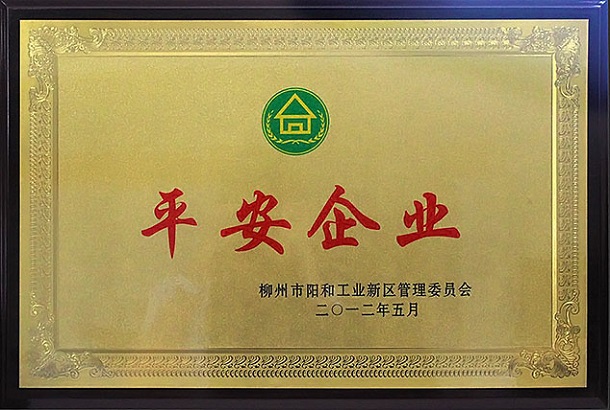 平安企业
柳州市阳和工业新区管理委员会
二〇一二年五月